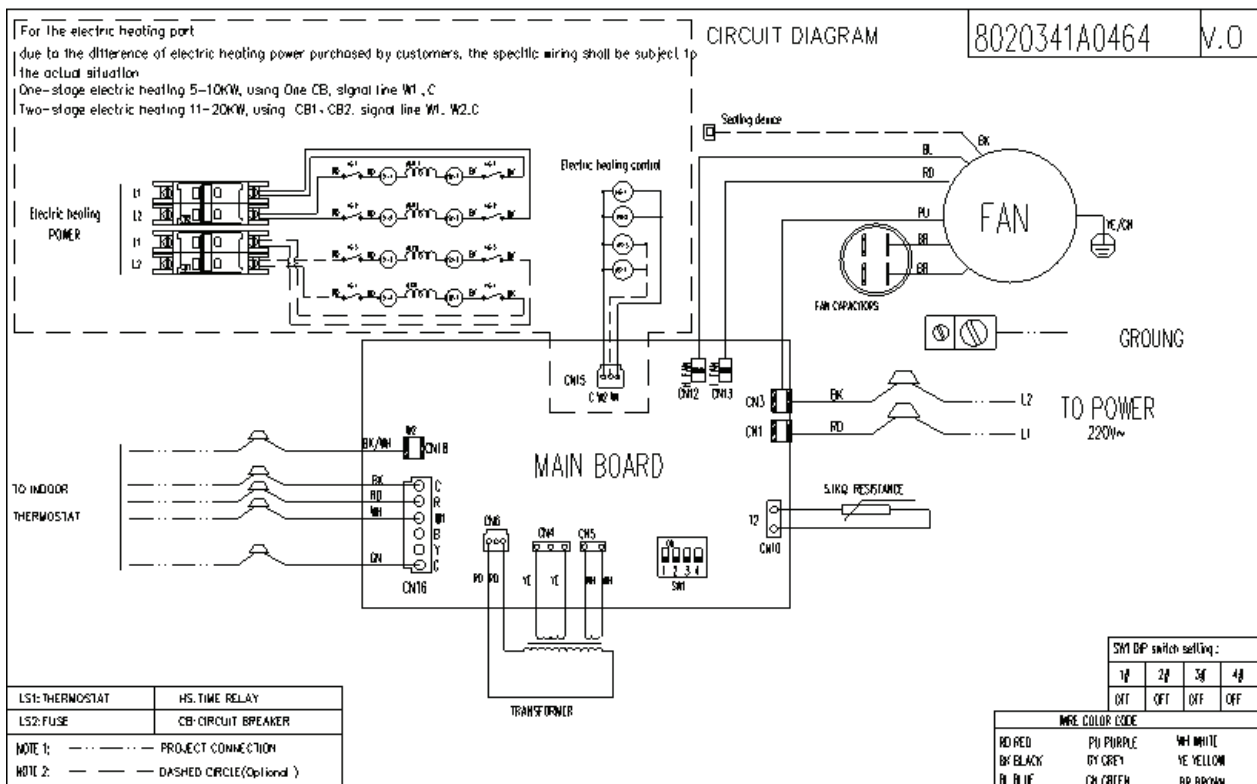 For the electric heating part
due to the ditterence of electric heating power purchased by customers, the specitic miring shall be subject to
the actual situation
One-stage electric heating 5-10KW, using One CB, signal line W1 ,C
Two-stage electric heating 11-20KW, using CB1, CB2. signal line W1. W2.C
CIRCUIT DIAGRAM
8020341A0464
V.0
Seating device
BK
BL
RD
PU
BR
BR
FAN
YE/GN
FAN CAPACITORS
GROUNG
Electric heating
POWER
L1
L2
L1
L2
Electric heating control
CN15
C W2 W1
CN12
CN13
CN3
CN1
BK
RD
L2
L1
TO POWER
220V~
MAIN BOARD
BK/WH
W2
CN18
TO INDOOR
THERMOSTAT
BK
RD
WH
GN
C
R
W1
B
Y
G
CN16
CN6
CN4
CN5
RD RD
YE
YE
WH
WH
TRANSFORMER
ON
1 2 3 4
SW1
T2
CN10
5.1KΩ RESISTANCE
SW1 DIP switch setting:
1# 2# 3# 4#
OFF OFF OFF OFF
LS1: THERMOSTAT
HS. TIME RELAY
LS2: FUSE
CB: CIRCUIT BREAKER
NOTE 1: PROJECT CONNECTION
NOTE 2: DASHED CIRCLE(Optional )
WIRE COLOR CODE
RD RED PU PURPLE WH WHITE
BK BLACK GY GREY YE YELLOW
BL BLUE GN GREEN BR BROWN